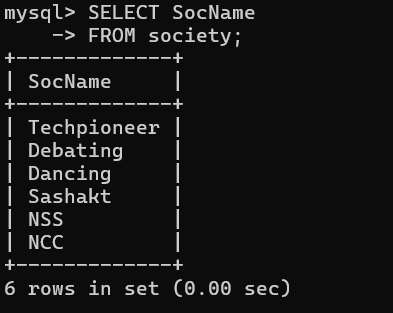 mysql> SELECT SocName
    -> FROM society;
+-------------+
| SocName     |
+-------------+
| Techpioneer |
| Debating    |
| Dancing     |
| Sashakt     |
| NSS         |
| NCC         |
+-------------+
6 rows in set (0.00 sec)